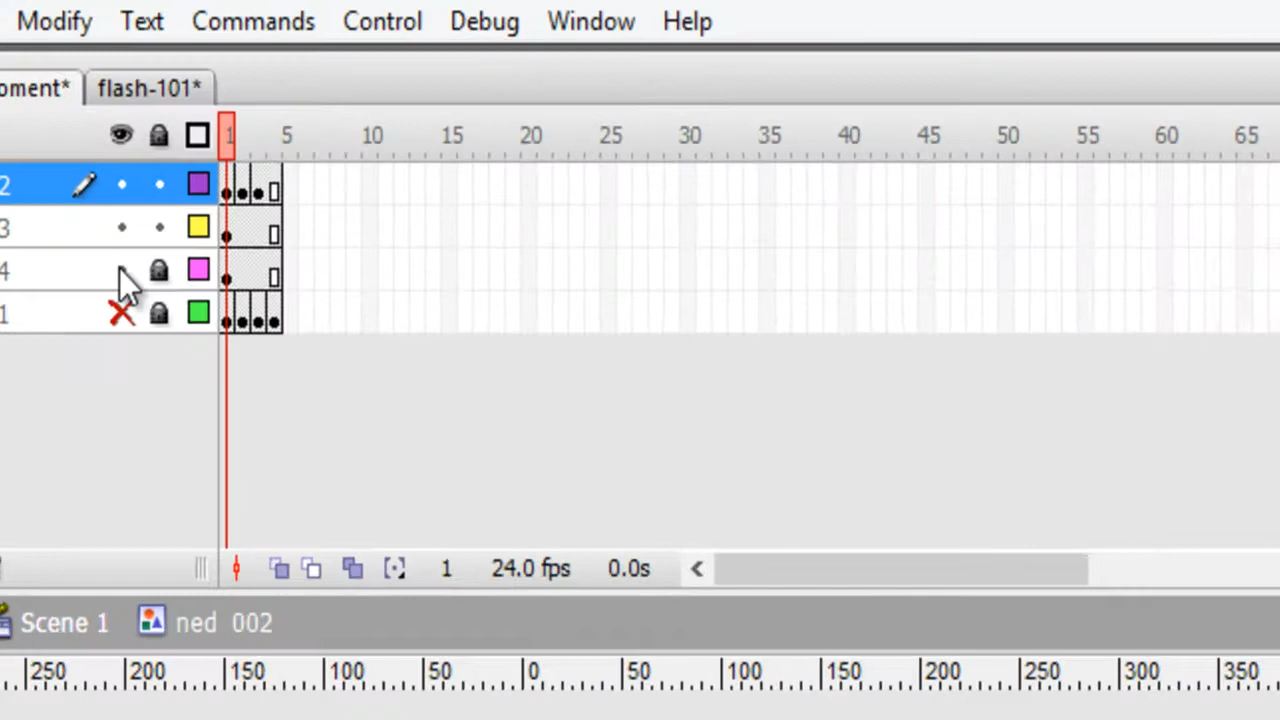 Modify Text Commands Control Debug Window Help
oment* flash-101*
1 5 10 15 20 25 30 35 40 45 50 55 60 65
2
3
4
1
1 24.0 fps 0.0s
Scene 1 ned 002
250 200 150 100 50 0 50 100 150 200 250 300 350